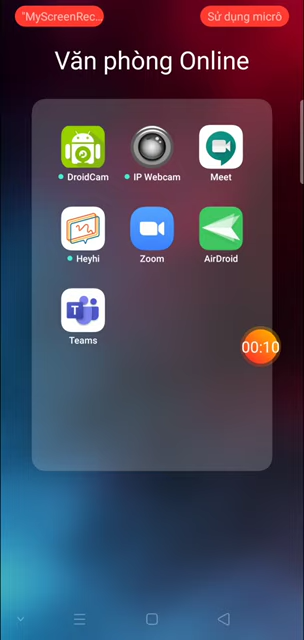 "MyScreenRec...
Sử dụng micrô
Văn phòng Online
DroidCam
IP Webcam
Meet
Heyhi
Zoom
AirDroid
T
Teams
00:10